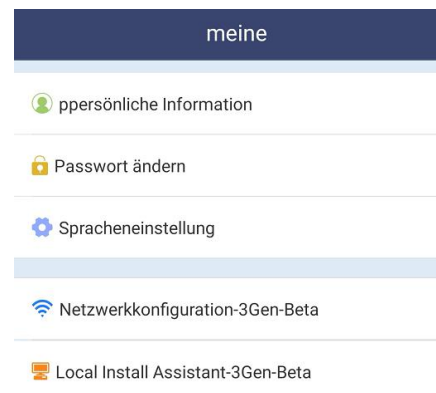 meine
ppersönliche Information
Passwort ändern
Spracheneinstellung
Netzwerkkonfiguration-3Gen-Beta
Local Install Assistant-3Gen-Beta